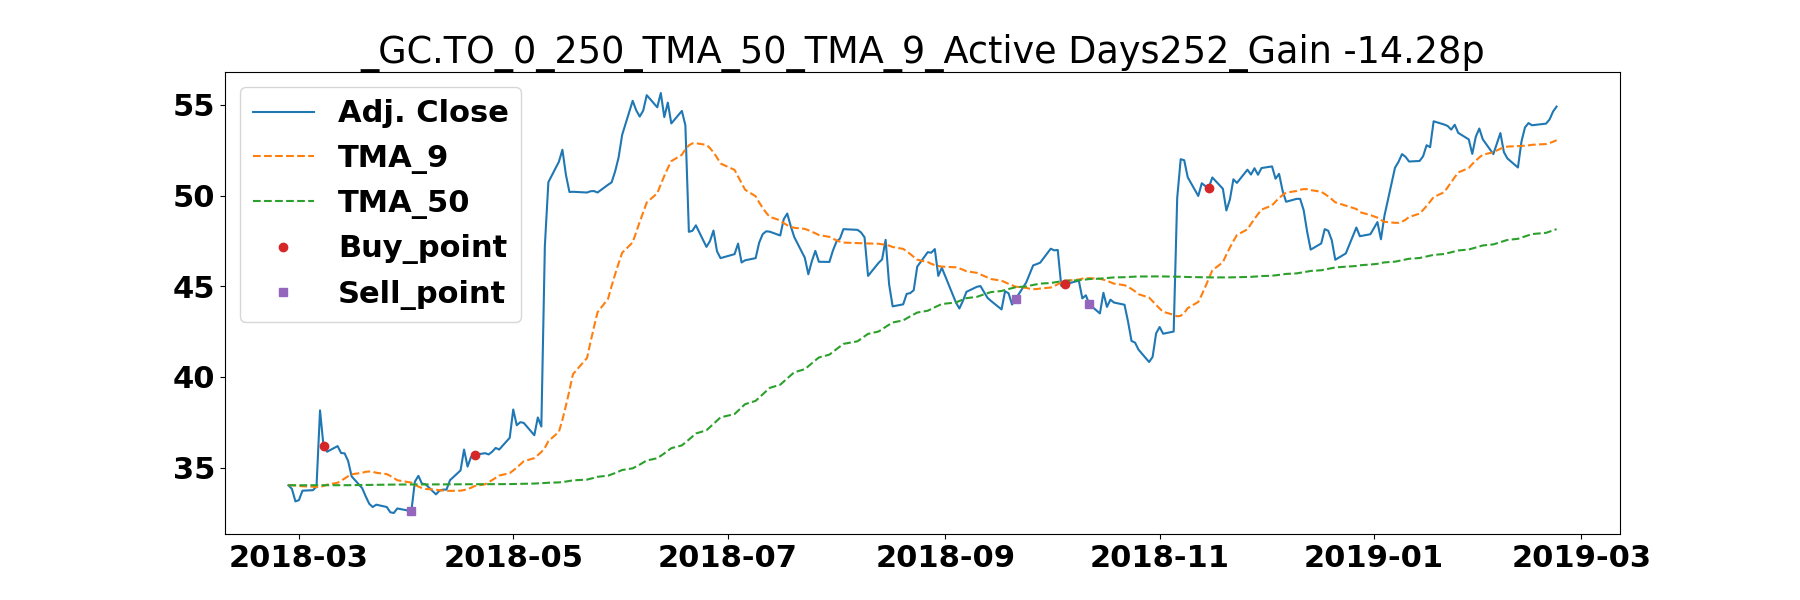 _GC.TO_0_250_TMA_50_TMA_9_Active Days252_Gain -14.28p
55
50
45
40
35
Adj. Close
TMA_9
TMA_50
Buy_point
Sell_point
2018-03 2018-05 2018-07 2018-09 2018-11 2019-01 2019-03